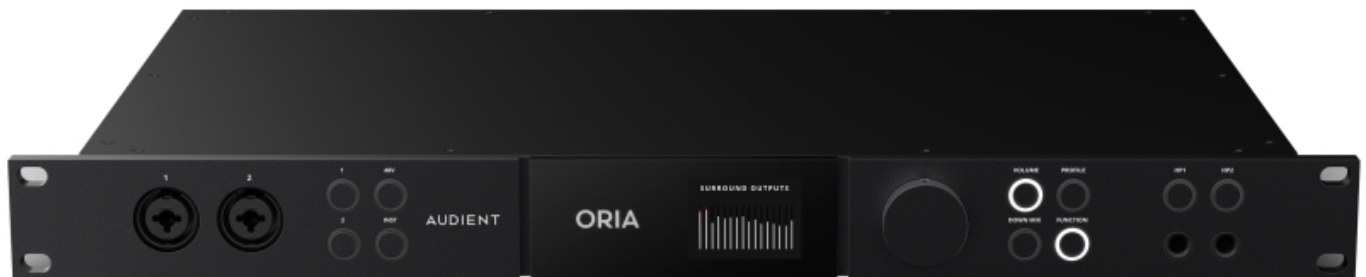 1
2
1
48V
2
INST
AUDIENT
ORIA
SURROUND OUTPUTS
VOLUME
PROFILE
DOWN MIX
FUNCTION
HP1
HP2